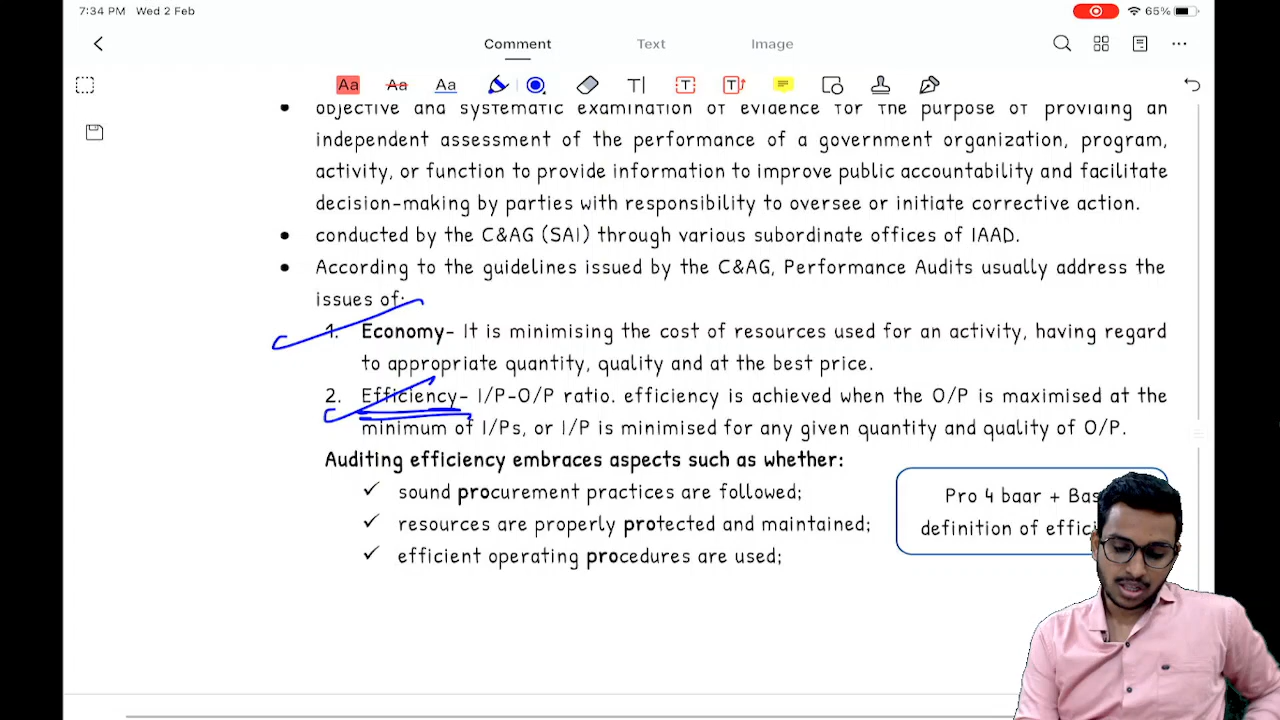 7:34 PM Wed 2 Feb
65%
Comment
Text
Image
Aa Aa Aa T T T
objective and systematic examination of evidence for the purpose of providing an
independent assessment of the performance of a government organization, program,
activity, or function to provide information to improve public accountability and facilitate
decision-making by parties with responsibility to oversee or initiate corrective action.
• conducted by the C&AG (SAI) through various subordinate offices of IAAD.
• According to the guidelines issued by the C&AG, Performance Audits usually address the
issues of:
1. Economy- It is minimising the cost of resources used for an activity, having regard
to appropriate quantity, quality and at the best price.
2. Efficiency- I/P-O/P ratio. efficiency is achieved when the O/P is maximised at the
minimum of I/Ps, or I/P is minimised for any given quantity and quality of O/P.
Auditing efficiency embraces aspects such as whether:
✓ sound procurement practices are followed;
✓ resources are properly protected and maintained;
✓ efficient operating procedures are used;
Pro 4 baar +
definition of